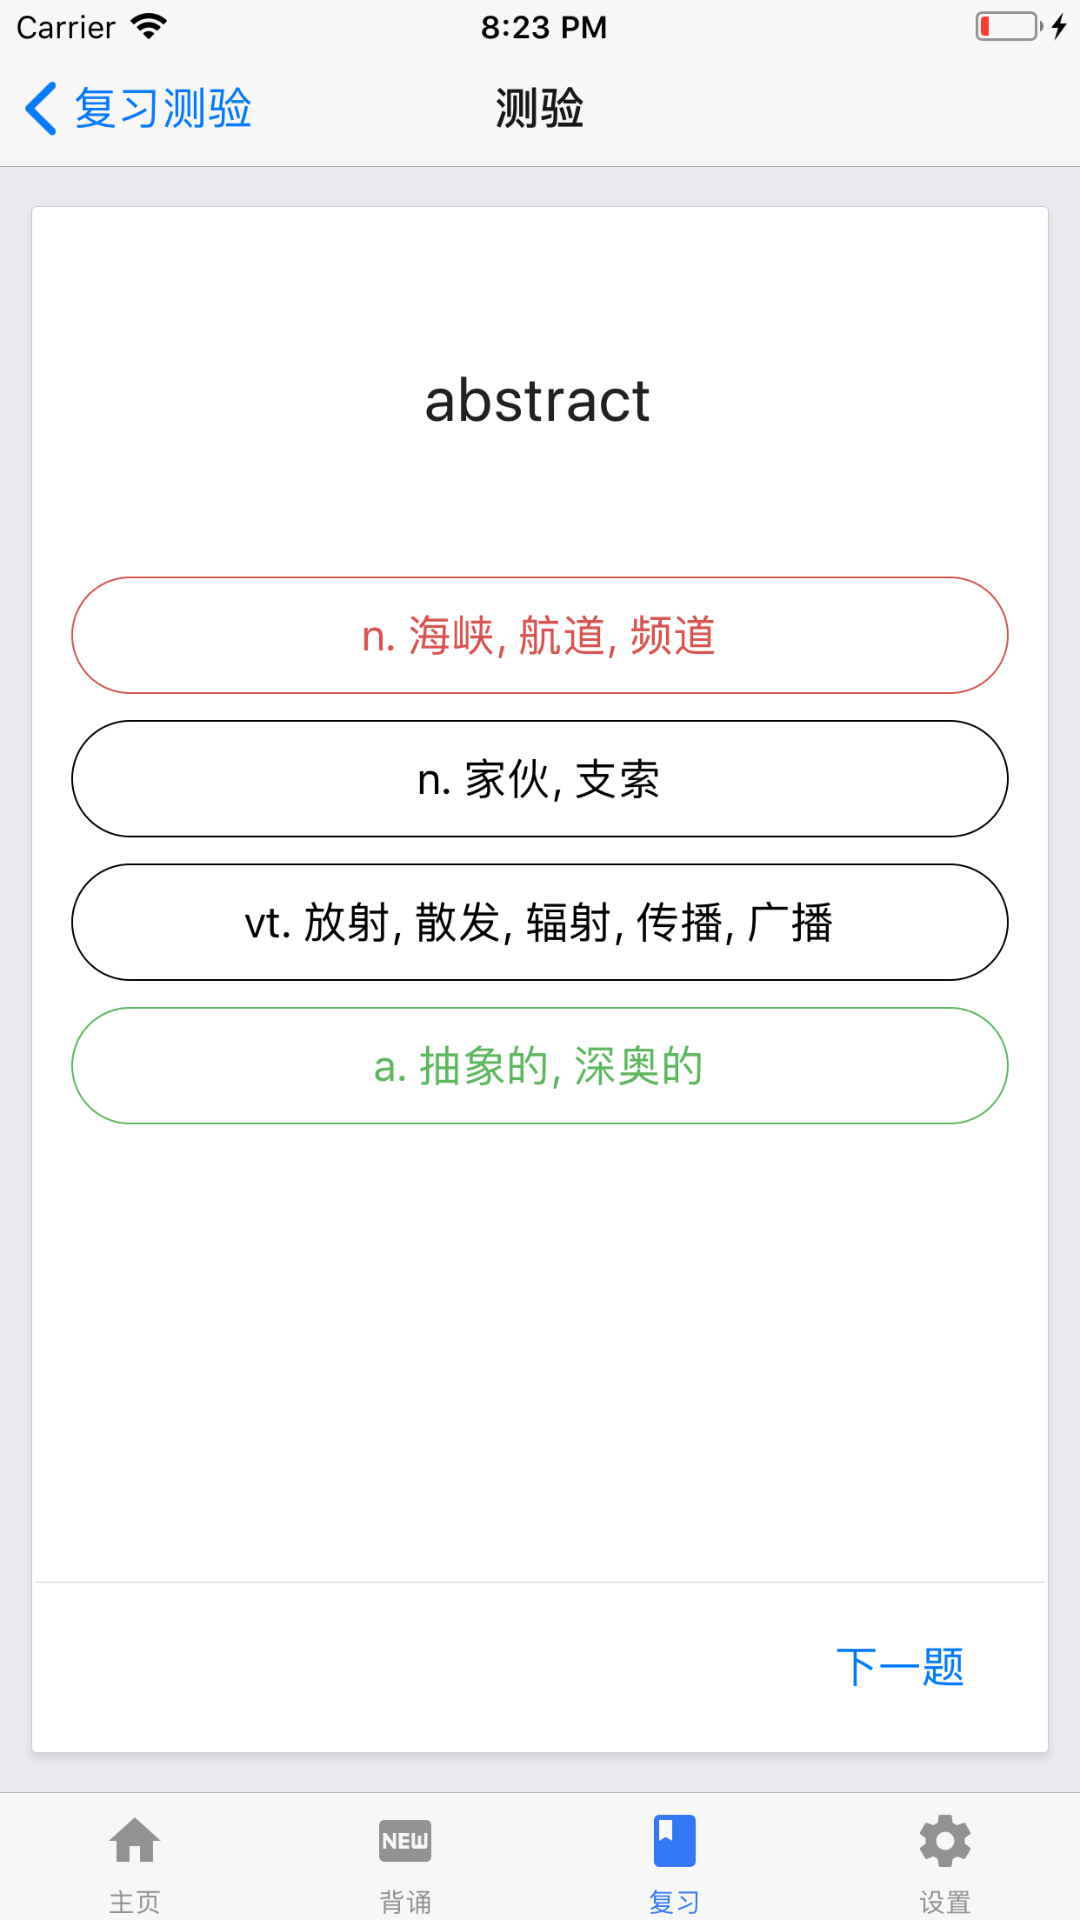 Carrier 8:23 PM
复习测验 测验
abstract
n. 海峡, 航道, 频道
n. 家伙, 支索
vt. 放射, 散发, 辐射, 传播, 广播
a. 抽象的, 深奥的
下一题
NEW
主页 背诵 复习 设置